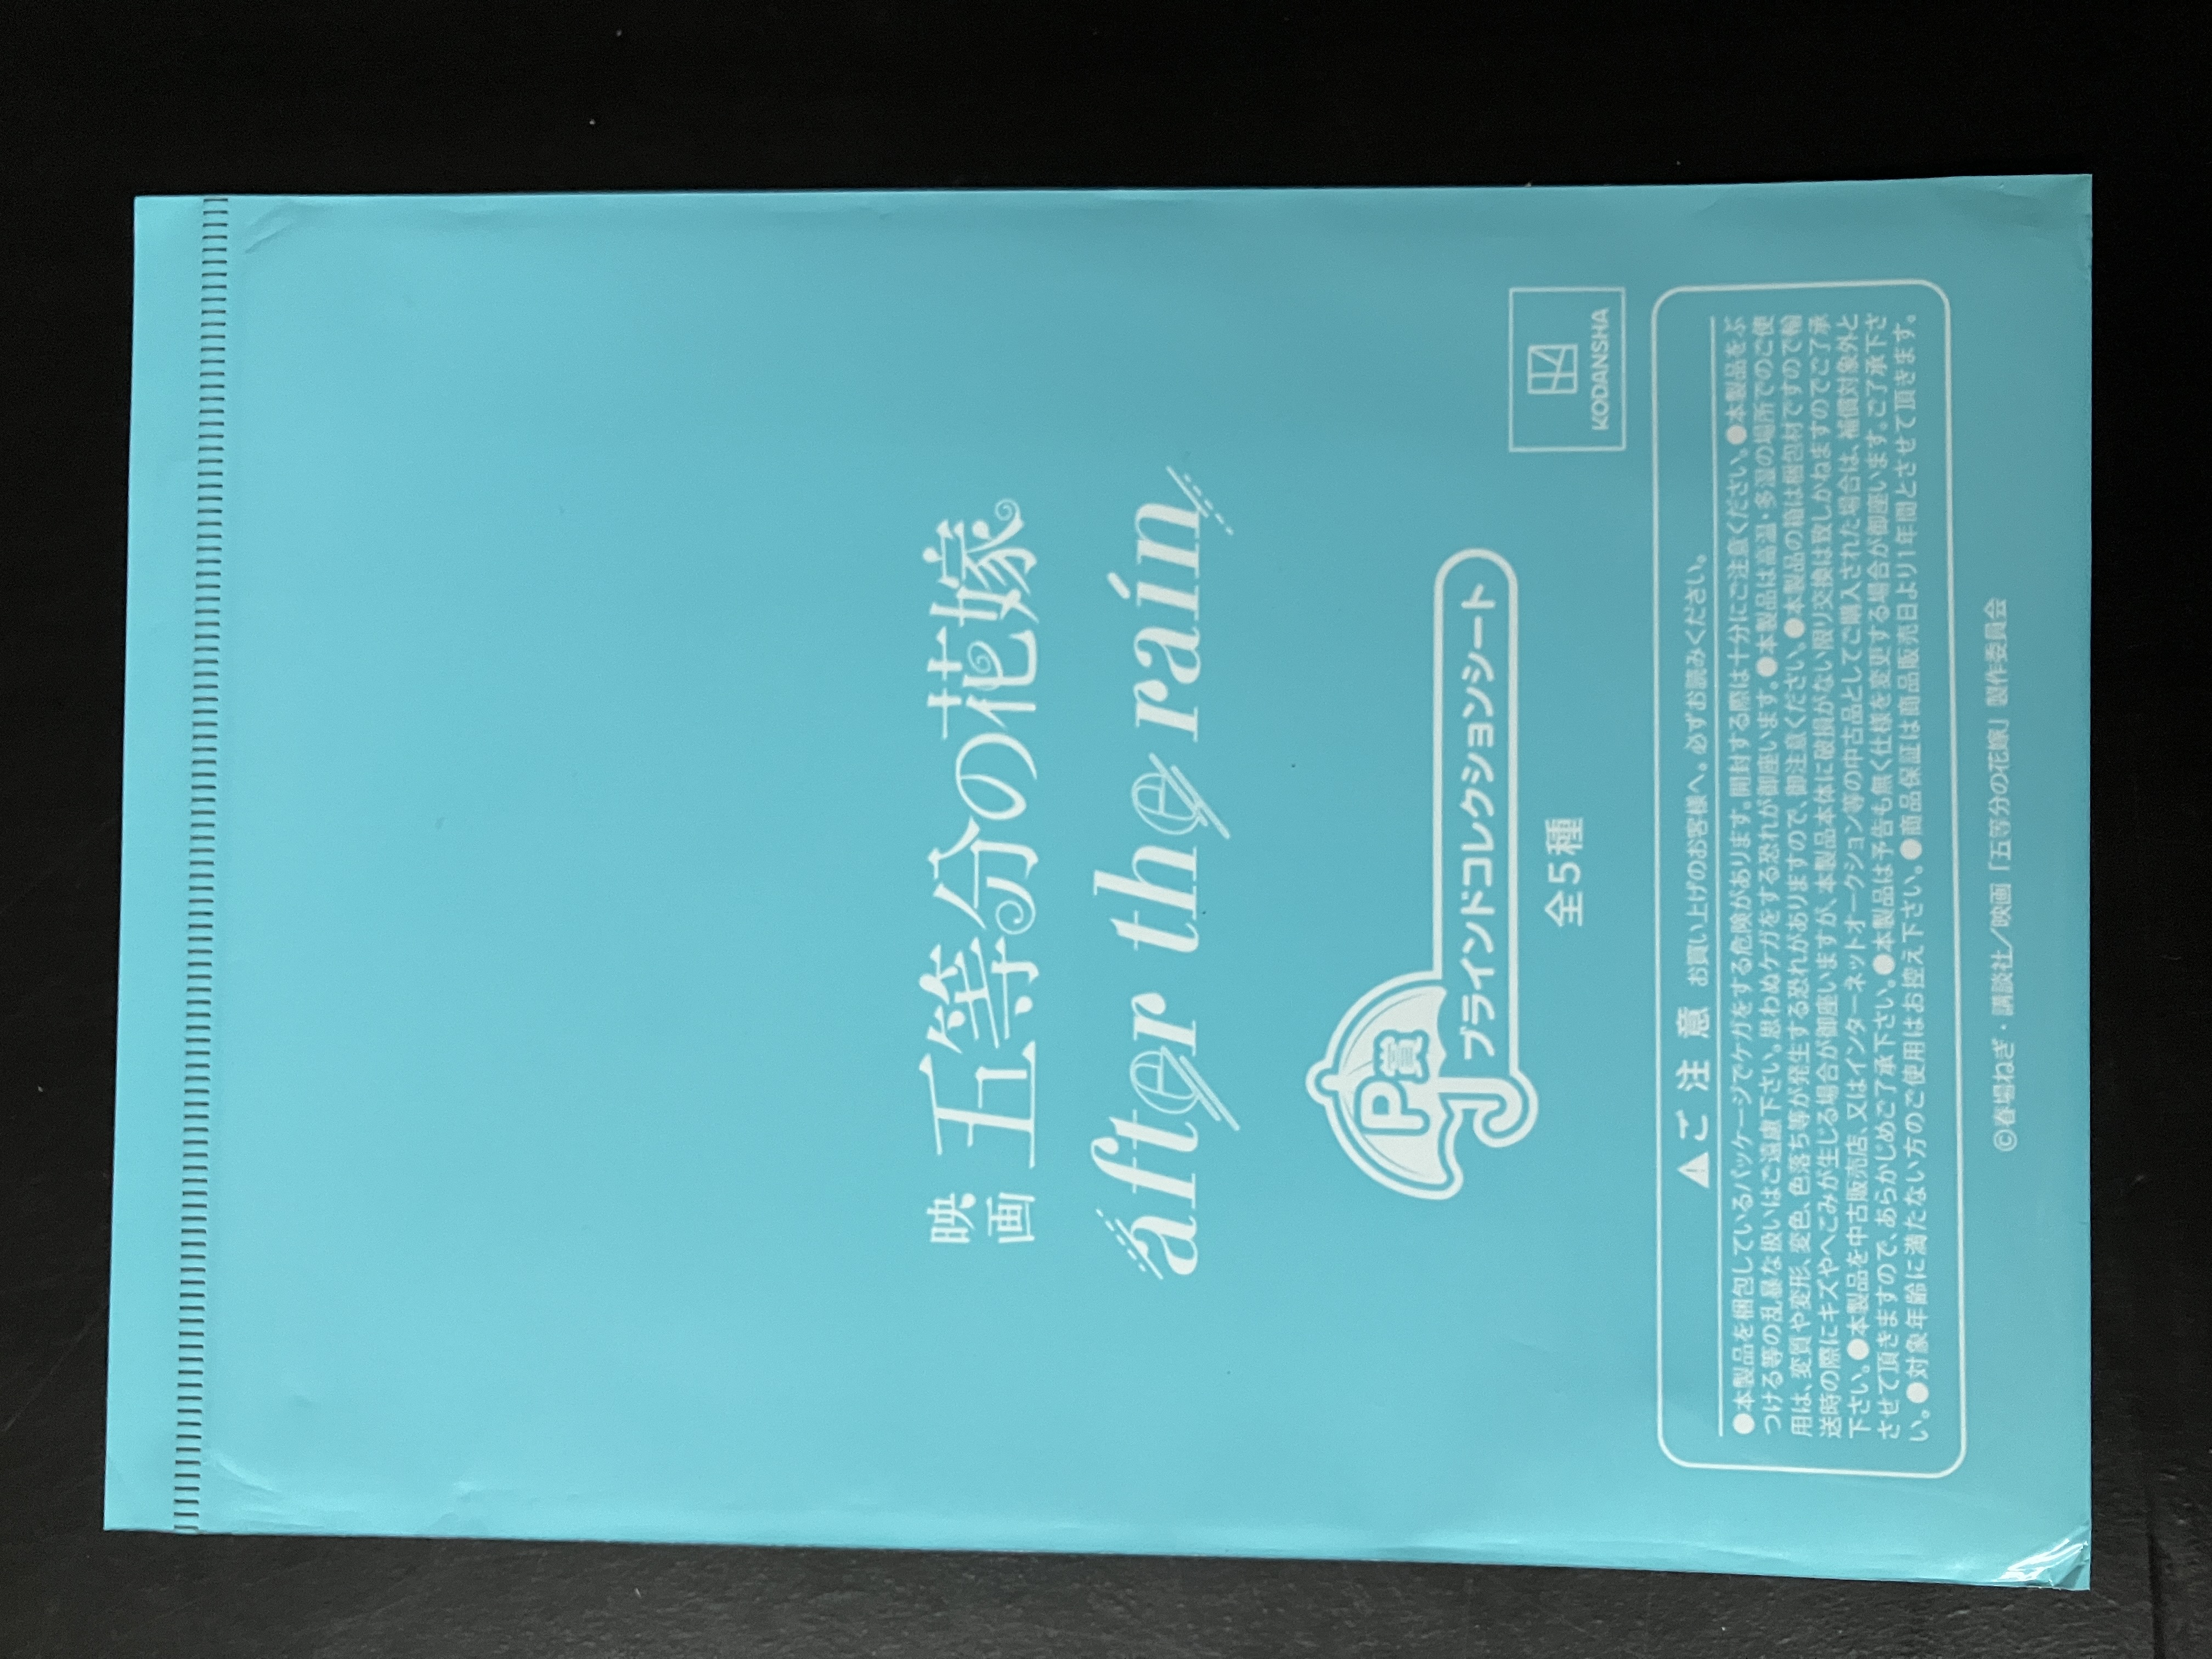 映画 五等分の花嫁
after the rain
P賞 ブラインドコレクションシート
全5種
KODANSHA
⚠ご注意 お買い上げのお客様へ。必ずお読みください。
●本製品を梱包しているパッケージでケガをする危険があります。開封する際は十分にご注意ください。●本製品をぶ
つける等の乱暴な扱いはご遠慮下さい。思わぬケガをする恐れが御座います。●本製品は高温・多湿の場所でのご使
用は、変質や変形、変色、色落ち等が発生する恐れがありますので、御注意ください。●本製品の箱は梱包材ですので輸
送時の際にキズやへこみが生じる場合が御座いますが、本製品本体に破損がない限り交換は致しかねますのでご了承
下さい。●本製品を中古販売店、又はインターネットオークション等の中古品としてご購入された場合は、補償対象外と
させて頂きますので、あらかじめご了承下さい。●本製品は予告も無く仕様を変更する場合が御座います。ご了承下さ
い。●対象年齢に満たない方のご使用はお控え下さい。●商品保証は商品販売日より1年間とさせて頂きます。
©春場ねぎ・講談社／映画「五等分の花嫁」製作委員会